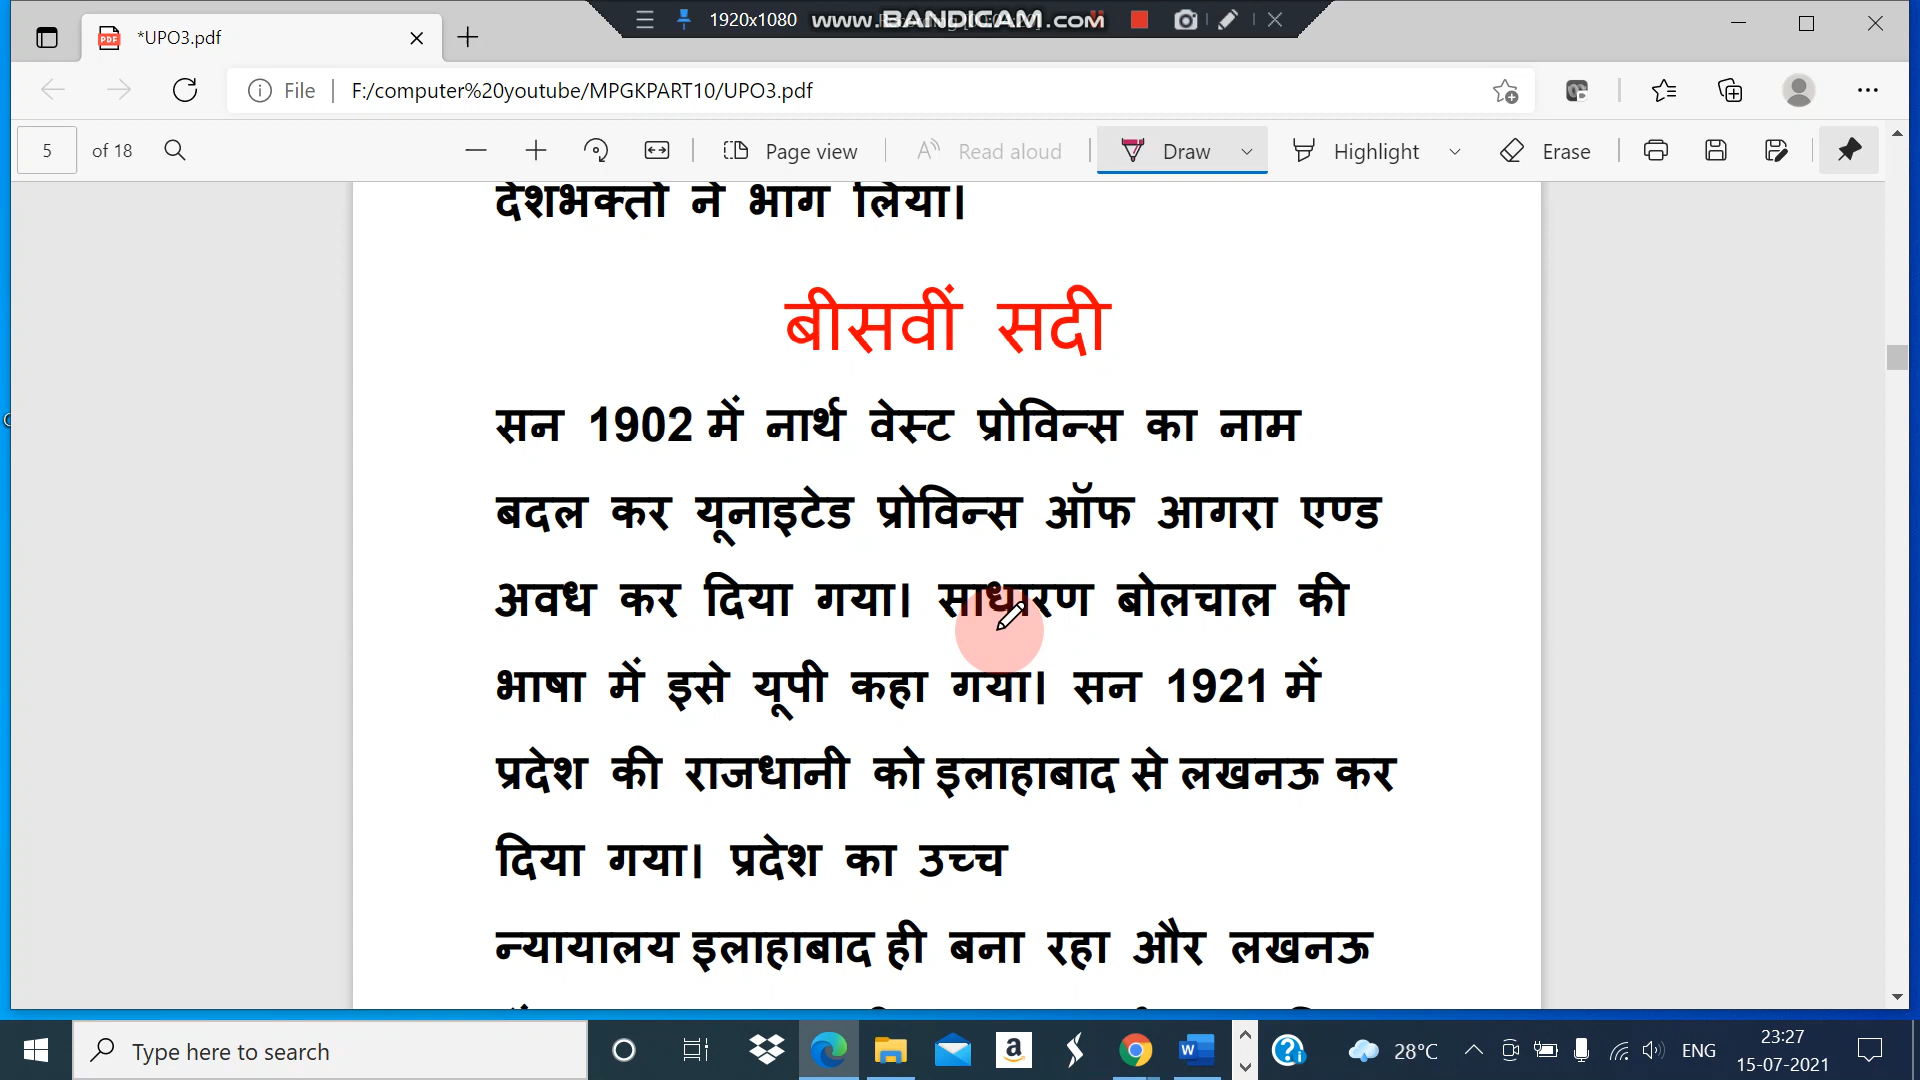 1920x1080 www.BANDICAM.com
*UPO3.pdf
File F:/computer%20youtube/MPGKPART10/UPO3.pdf
5 of 18 Page view Read aloud Draw Highlight Erase
देशभक्तों ने भाग लिया।
बीसवीं सदी
सन 1902 में नार्थ वेस्ट प्रोविन्स का नाम
बदल कर यूनाइटेड प्रोविन्स ऑफ आगरा एण्ड
अवध कर दिया गया। साधारण बोलचाल की
भाषा में इसे यूपी कहा गया। सन 1921 में
प्रदेश की राजधानी को इलाहाबाद से लखनऊ कर
दिया गया। प्रदेश का उच्च
न्यायालय इलाहाबाद ही बना रहा और लखनऊ
Type here to search 28°C ENG 23:27
15-07-2021